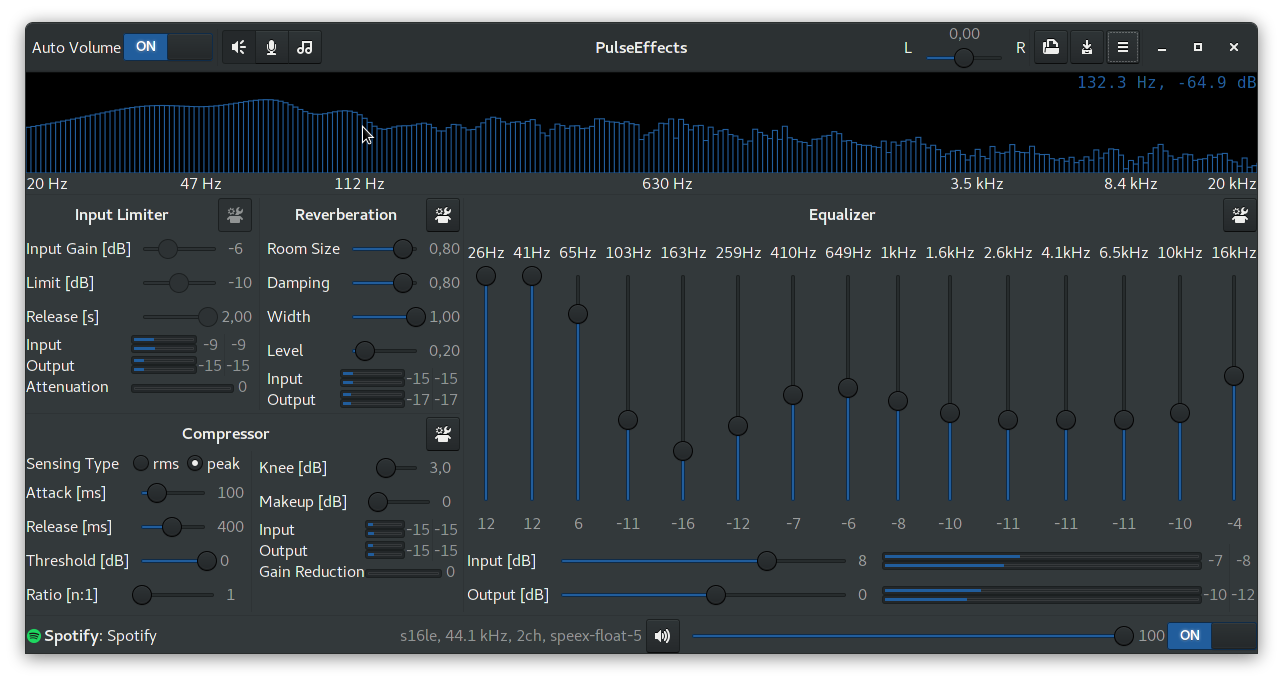 Auto Volume ON PulseEffects L 0,00 R
132.3 Hz, -64.9 dB
20 Hz 47 Hz 112 Hz 630 Hz 3.5 kHz 8.4 kHz 20 kHz
Input Limiter
Input Gain [dB] -6
Limit [dB] -10
Release [s] 2,00
Input -9 -9
Output -15 -15
Attenuation 0
Reverberation
Room Size 0,80
Damping 0,80
Width 1,00
Level 0,20
Input -15 -15
Output -17 -17
Compressor
Sensing Type rms peak
Attack [ms] 100
Release [ms] 400
Threshold [dB] 0
Ratio [n:1] 1
Knee [dB] 3,0
Makeup [dB] 0
Input -15 -15
Output -15 -15
Gain Reduction 0
Equalizer
26Hz 41Hz 65Hz 103Hz 163Hz 259Hz 410Hz 649Hz 1kHz 1.6kHz 2.6kHz 4.1kHz 6.5kHz 10kHz 16kHz
12 12 6 -11 -16 -12 -7 -6 -8 -10 -11 -11 -11 -10 -4
Input [dB] 8 -7 -8
Output [dB] 0 -10 -12
Spotify: Spotify s16le, 44.1 kHz, 2ch, speex-float-5 100 ON